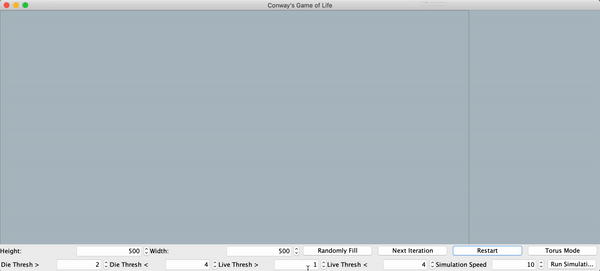 Conway's Game of Life
Height: 500 Width: 500 Randomly Fill Next Iteration Restart Torus Mode
Die Thresh > 2 Die Thresh < 4 Live Thresh > 1 Live Thresh < 4 Simulation Speed 10 Run Simulati...